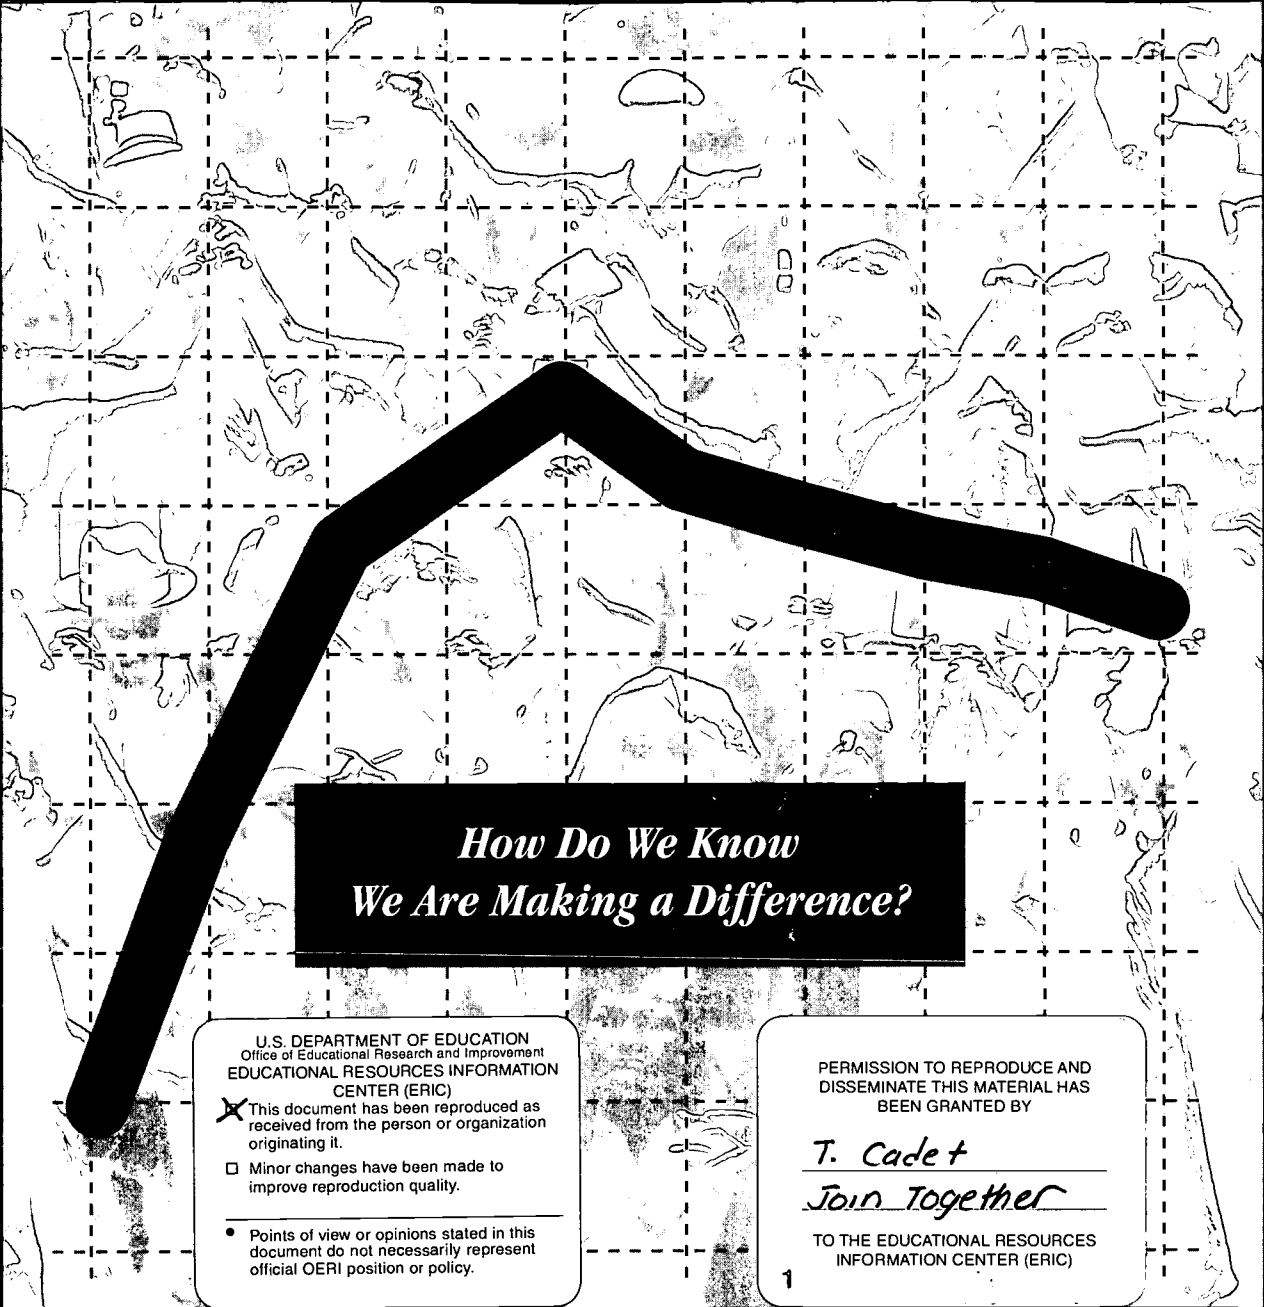 How Do We Know
We Are Making a Difference?
U.S. DEPARTMENT OF EDUCATION
Office of Educational Research and Improvement
EDUCATIONAL RESOURCES INFORMATION
CENTER (ERIC)
This document has been reproduced as
received from the person or organization
originating it.
Minor changes have been made to
improve reproduction quality.
Points of view or opinions stated in this
document do not necessarily represent
official OERI position or policy.
PERMISSION TO REPRODUCE AND
DISSEMINATE THIS MATERIAL HAS
BEEN GRANTED BY
T. Cadet
Join Together
TO THE EDUCATIONAL RESOURCES
INFORMATION CENTER (ERIC)
1